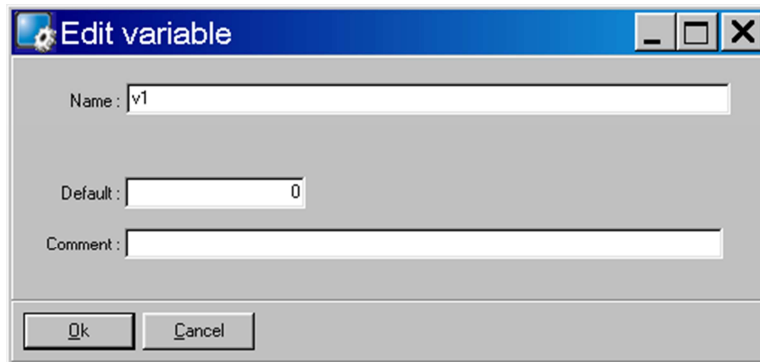 Edit variable
Name : v1
Default : 0
Comment :
Ok Cancel